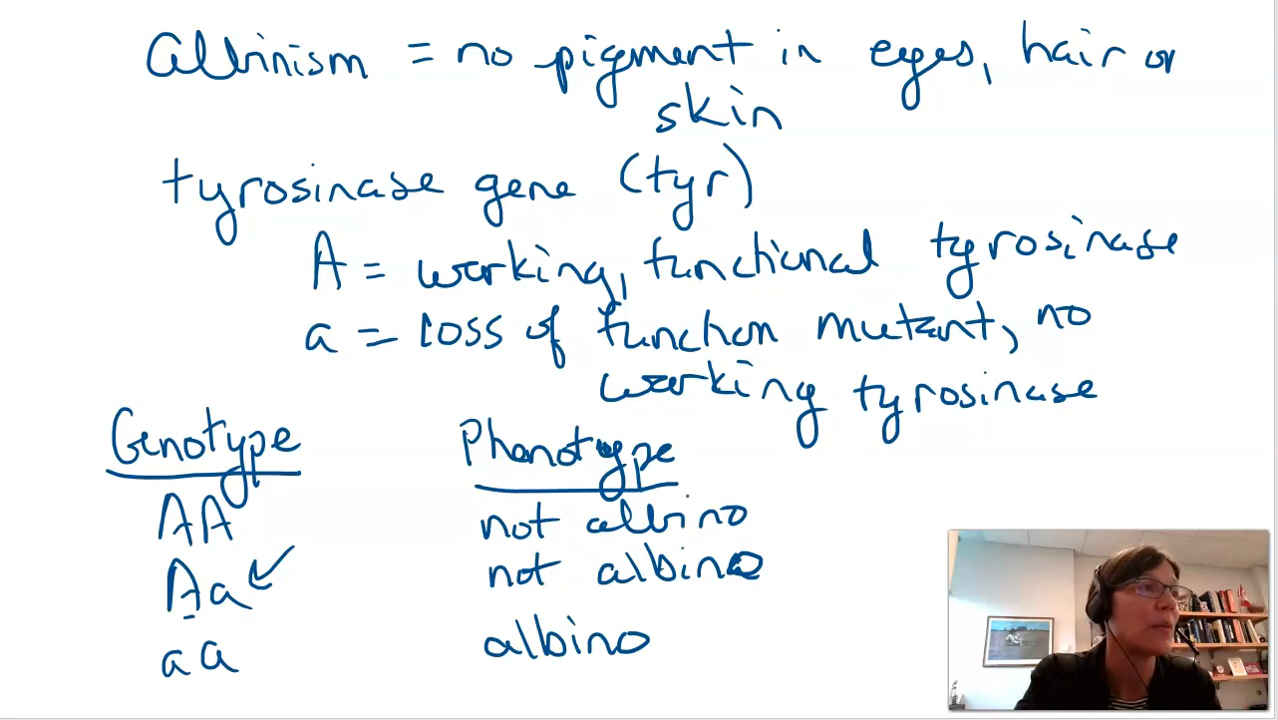 albinism = no pigment in eyes, hair or
skin
tyrosinase gene (tyr)
A = working, functional tyrosinase
a = loss of function mutant, no
working tyrosinase
Genotype Phenotype
AA not albino
Aa not albino
aa albino